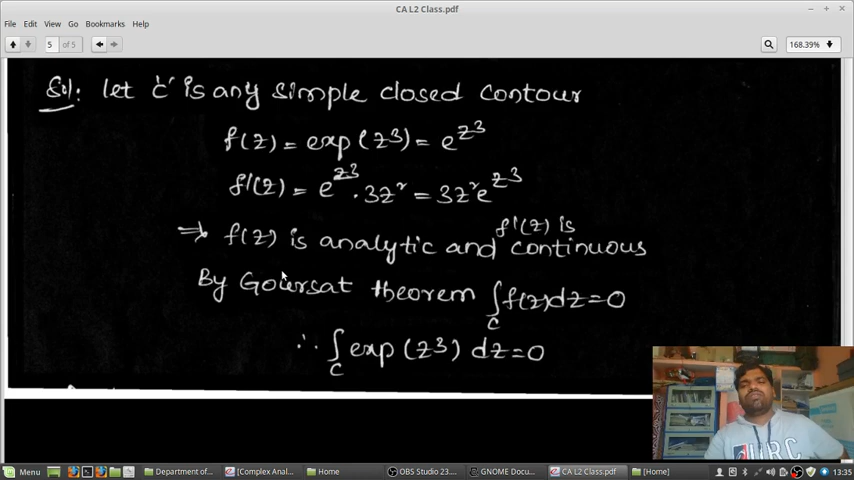 CA L2 Class.pdf
File Edit View Go Bookmarks Help
5 of 5
168.39%
Sol: let 'c' is any simple closed contour
f(z) = exp(z³) = e^z³
f'(z) = e^z³ . 3z² = 3z² e^z³
⇒ f(z) is analytic and f'(z) is continuous
By Goursat theorem ∫_C f(z)dz = 0
∴ ∫_C exp(z³) dz = 0
URC
Menu Department of... [Complex Anal... Home OBS Studio 23.... GNOME Docu... CA L2 Class.pdf [Home] 13:35